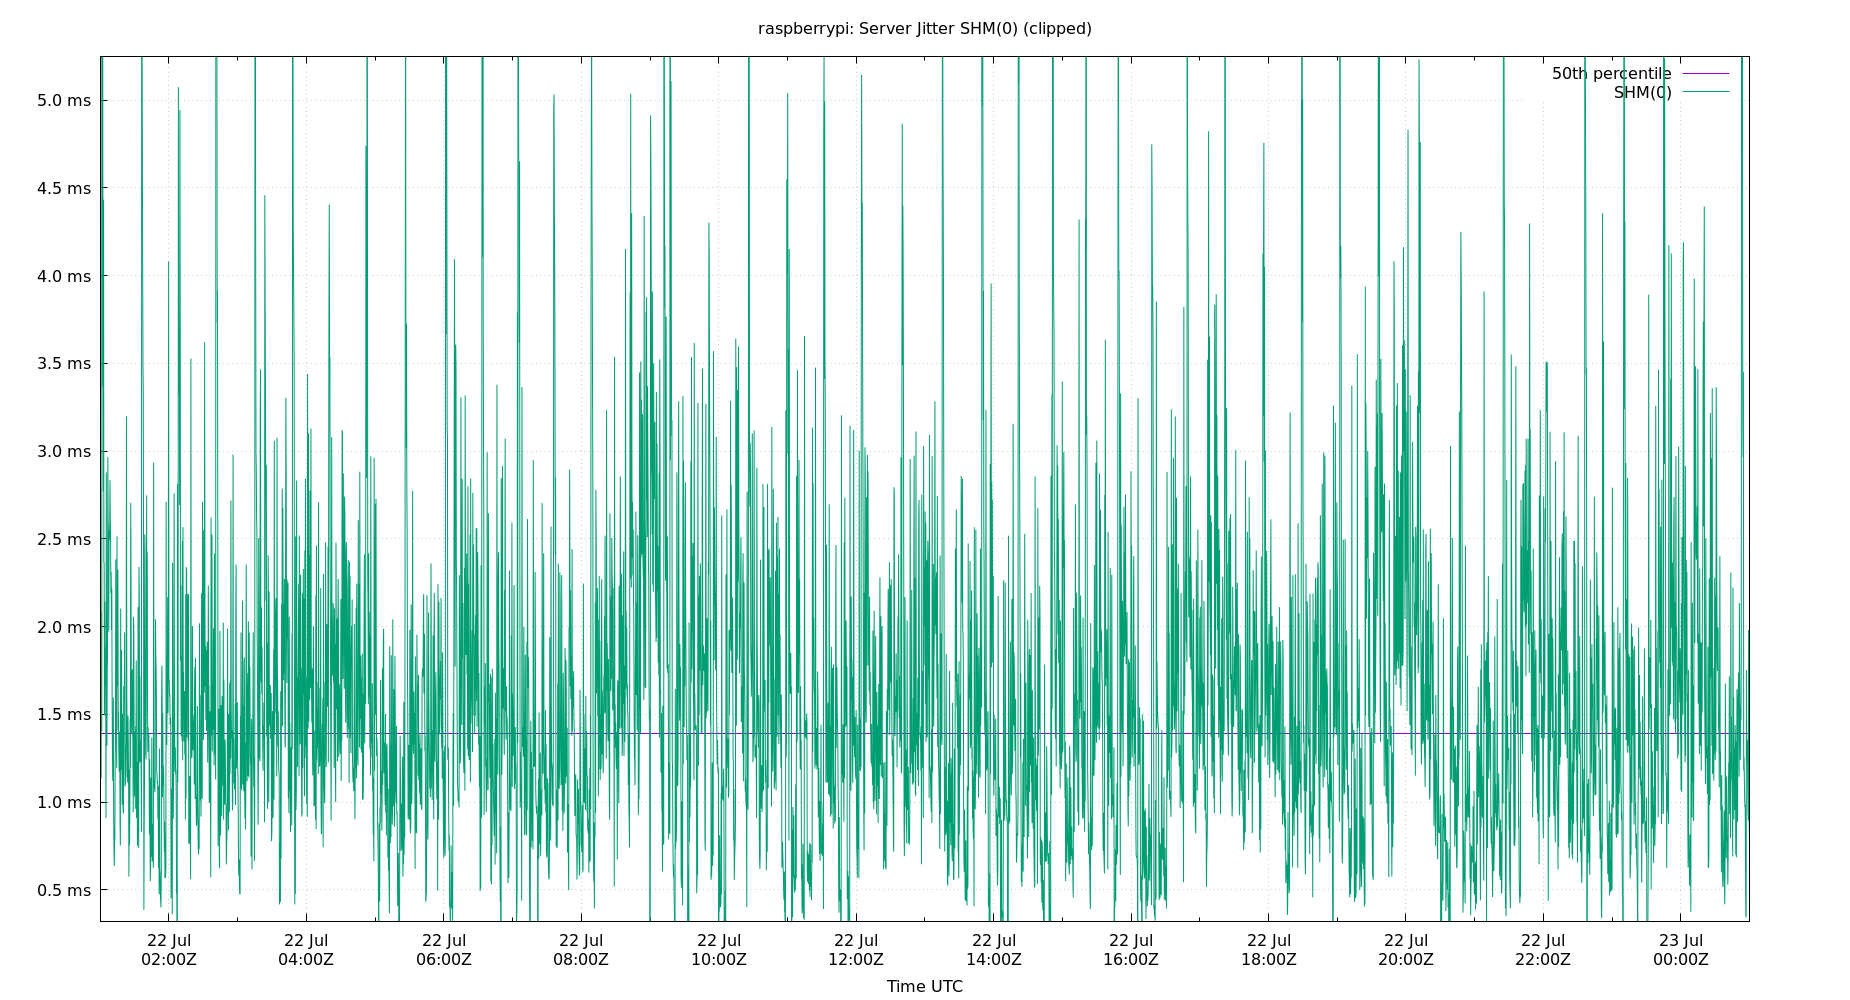 raspberrypi: Server Jitter SHM(0) (clipped)
50th percentile
SHM(0)
5.0 ms
4.5 ms
4.0 ms
3.5 ms
3.0 ms
2.5 ms
2.0 ms
1.5 ms
1.0 ms
0.5 ms
22 Jul 22 Jul 22 Jul 22 Jul 22 Jul 22 Jul 22 Jul 22 Jul 22 Jul 22 Jul 22 Jul 23 Jul
02:00Z 04:00Z 06:00Z 08:00Z 10:00Z 12:00Z 14:00Z 16:00Z 18:00Z 20:00Z 22:00Z 00:00Z
Time UTC